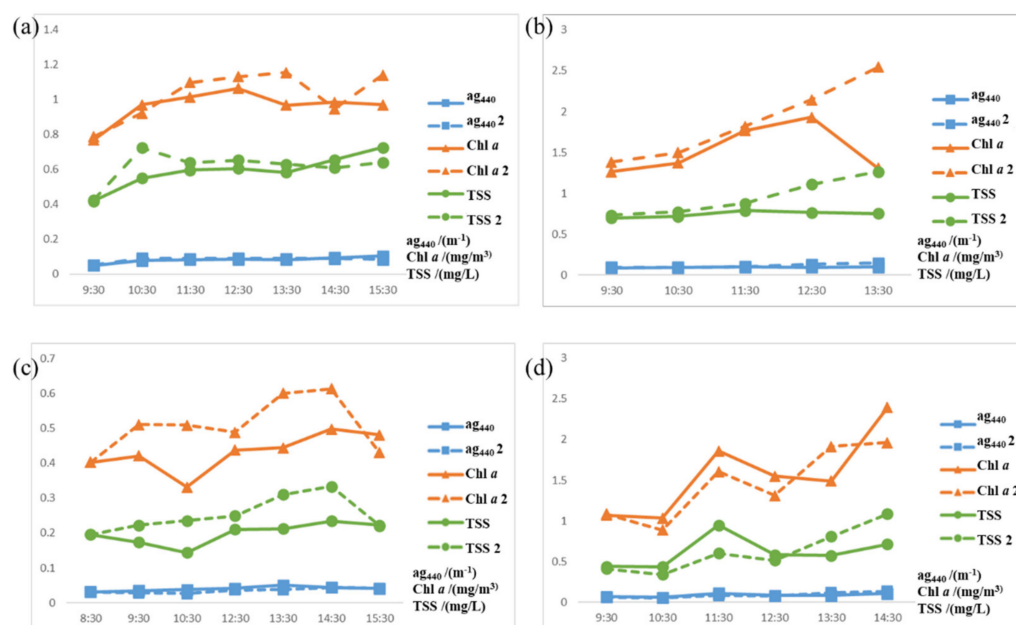 (a)
1.4
1.2
1
0.8
0.6
0.4
0.2
0
9:30 10:30 11:30 12:30 13:30 14:30 15:30
ag440
ag440 2
Chl a
Chl a 2
TSS
TSS 2
ag440 /(m-1)
Chl a /(mg/m3)
TSS /(mg/L)
(b)
3
2.5
2
1.5
1
0.5
0
9:30 10:30 11:30 12:30 13:30
ag440
ag440 2
Chl a
Chl a 2
TSS
TSS 2
ag440 /(m-1)
Chl a /(mg/m3)
TSS /(mg/L)
(c)
0.7
0.6
0.5
0.4
0.3
0.2
0.1
0
8:30 9:30 10:30 12:30 13:30 14:30 15:30
ag440
ag440 2
Chl a
Chl a 2
TSS
TSS 2
ag440 /(m-1)
Chl a /(mg/m3)
TSS /(mg/L)
(d)
3
2.5
2
1.5
1
0.5
0
9:30 10:30 11:30 12:30 13:30 14:30
ag440
ag440 2
Chl a
Chl a 2
TSS
TSS 2
ag440 /(m-1)
Chl a /(mg/m3)
TSS /(mg/L)